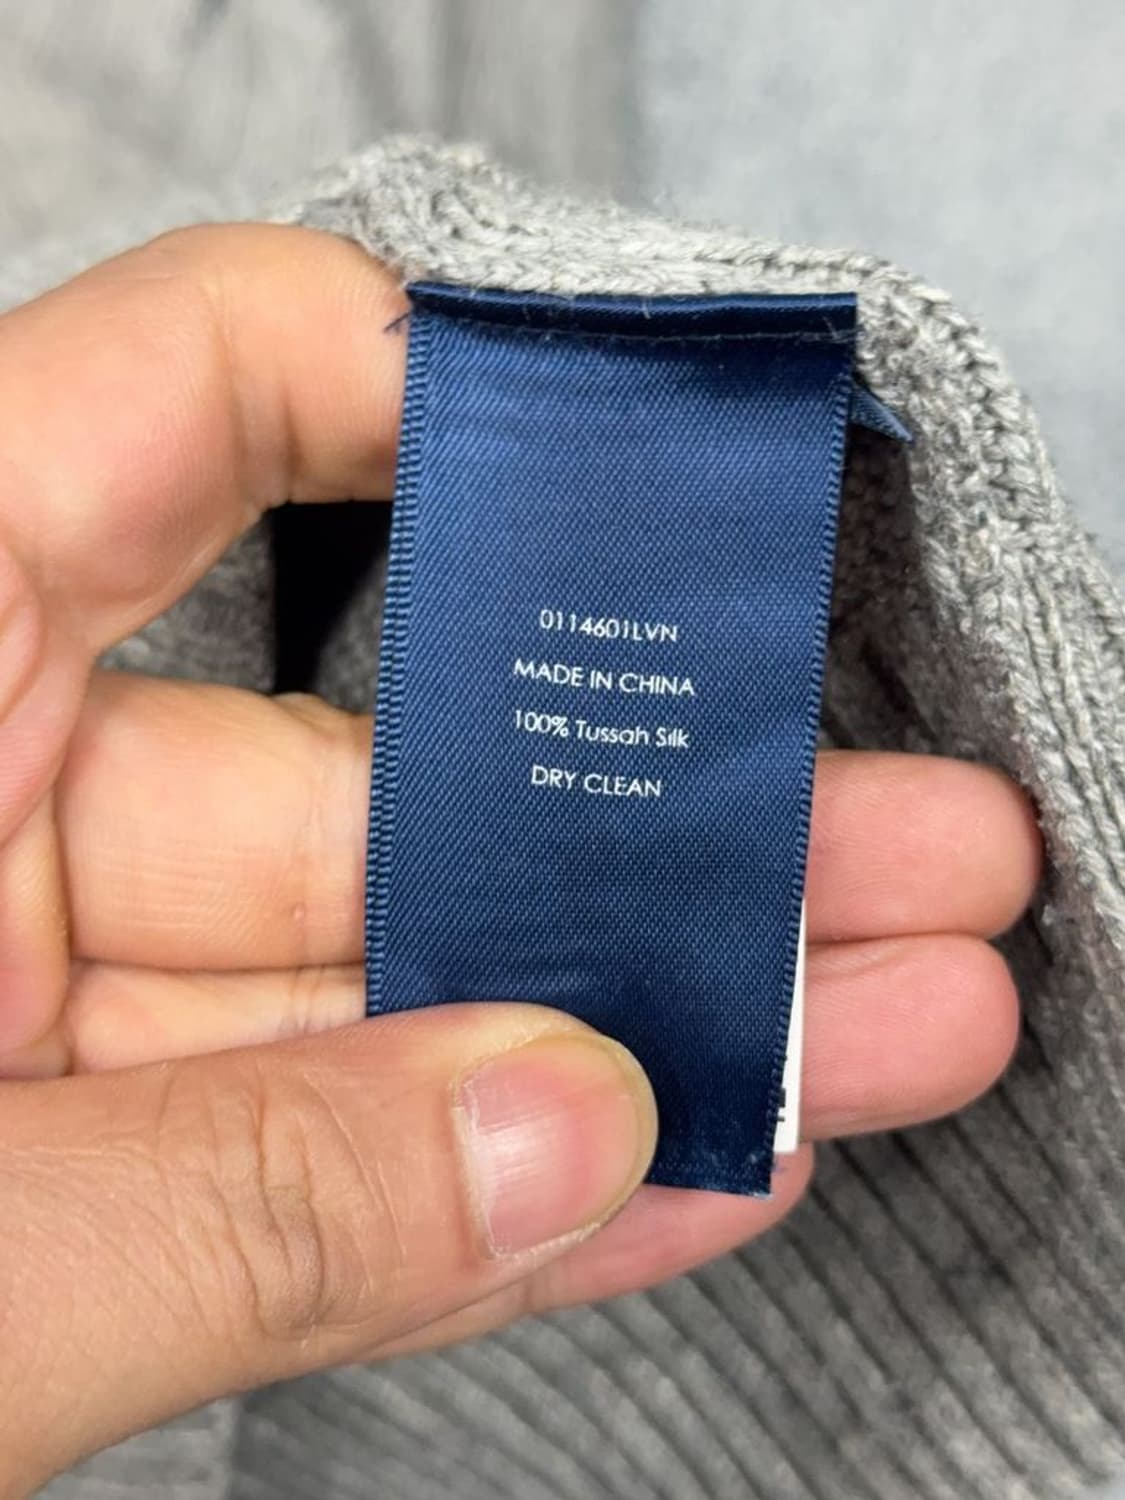 0114601LVN
MADE IN CHINA
100% Tussah Silk
DRY CLEAN